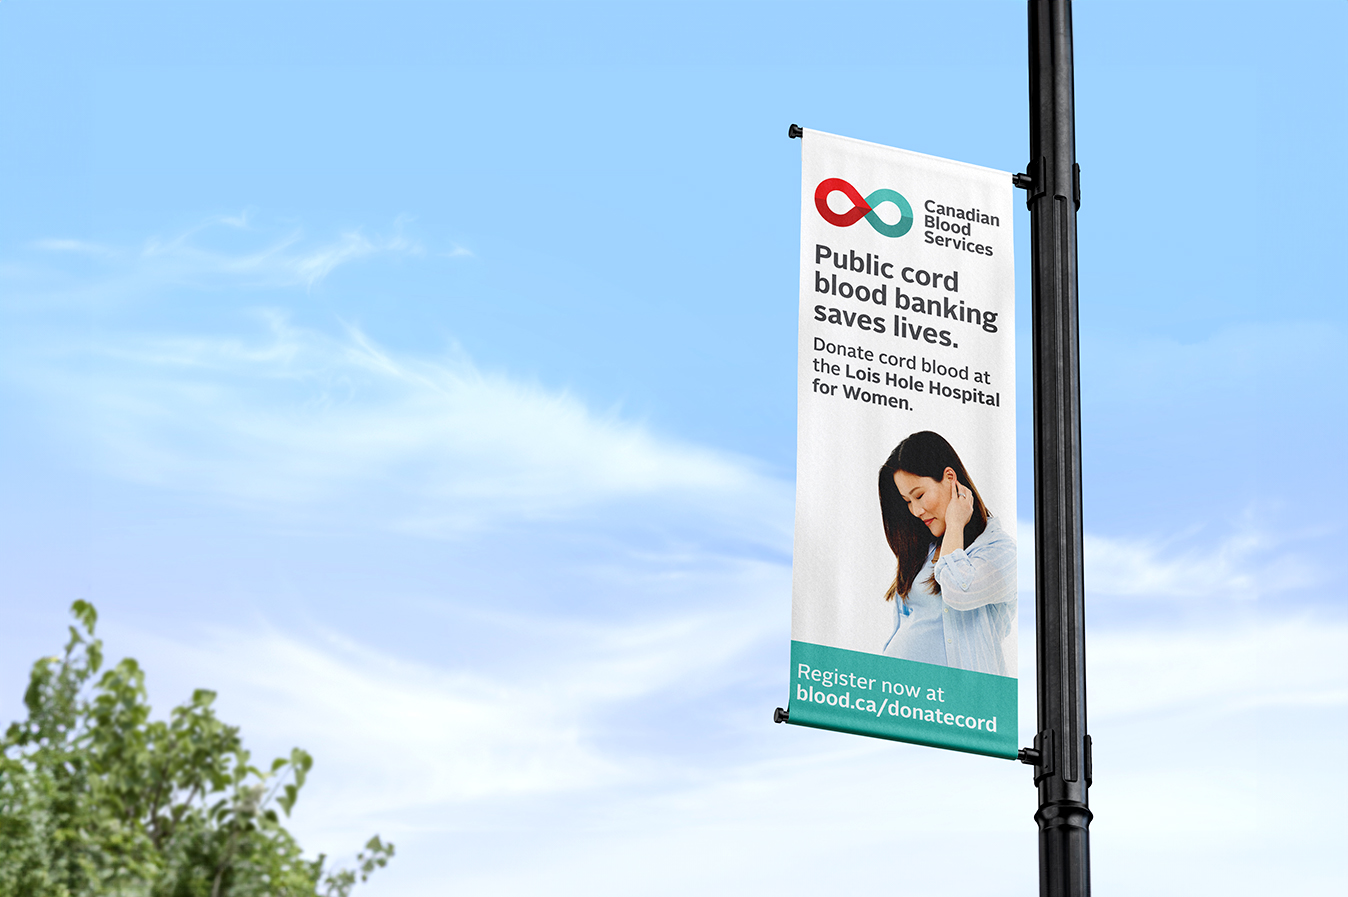 Canadian
Blood
Services
Public cord
blood banking
saves lives.
Donate cord blood at
the Lois Hole Hospital
for Women.
Register now at
blood.ca/donatecord